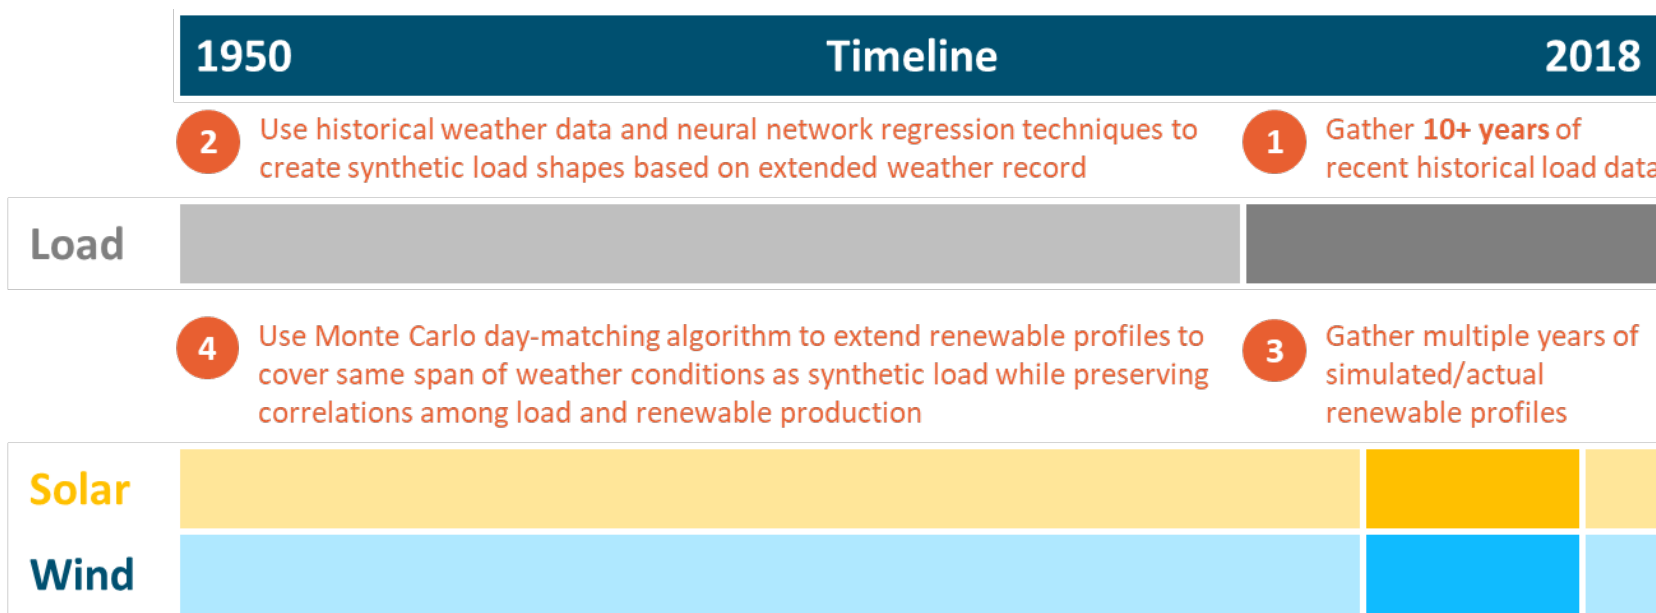 1950 Timeline 2018
2 Use historical weather data and neural network regression techniques to
create synthetic load shapes based on extended weather record
1 Gather 10+ years of
recent historical load data
Load
4 Use Monte Carlo day-matching algorithm to extend renewable profiles to
cover same span of weather conditions as synthetic load while preserving
correlations among load and renewable production
3 Gather multiple years of
simulated/actual
renewable profiles
Solar
Wind